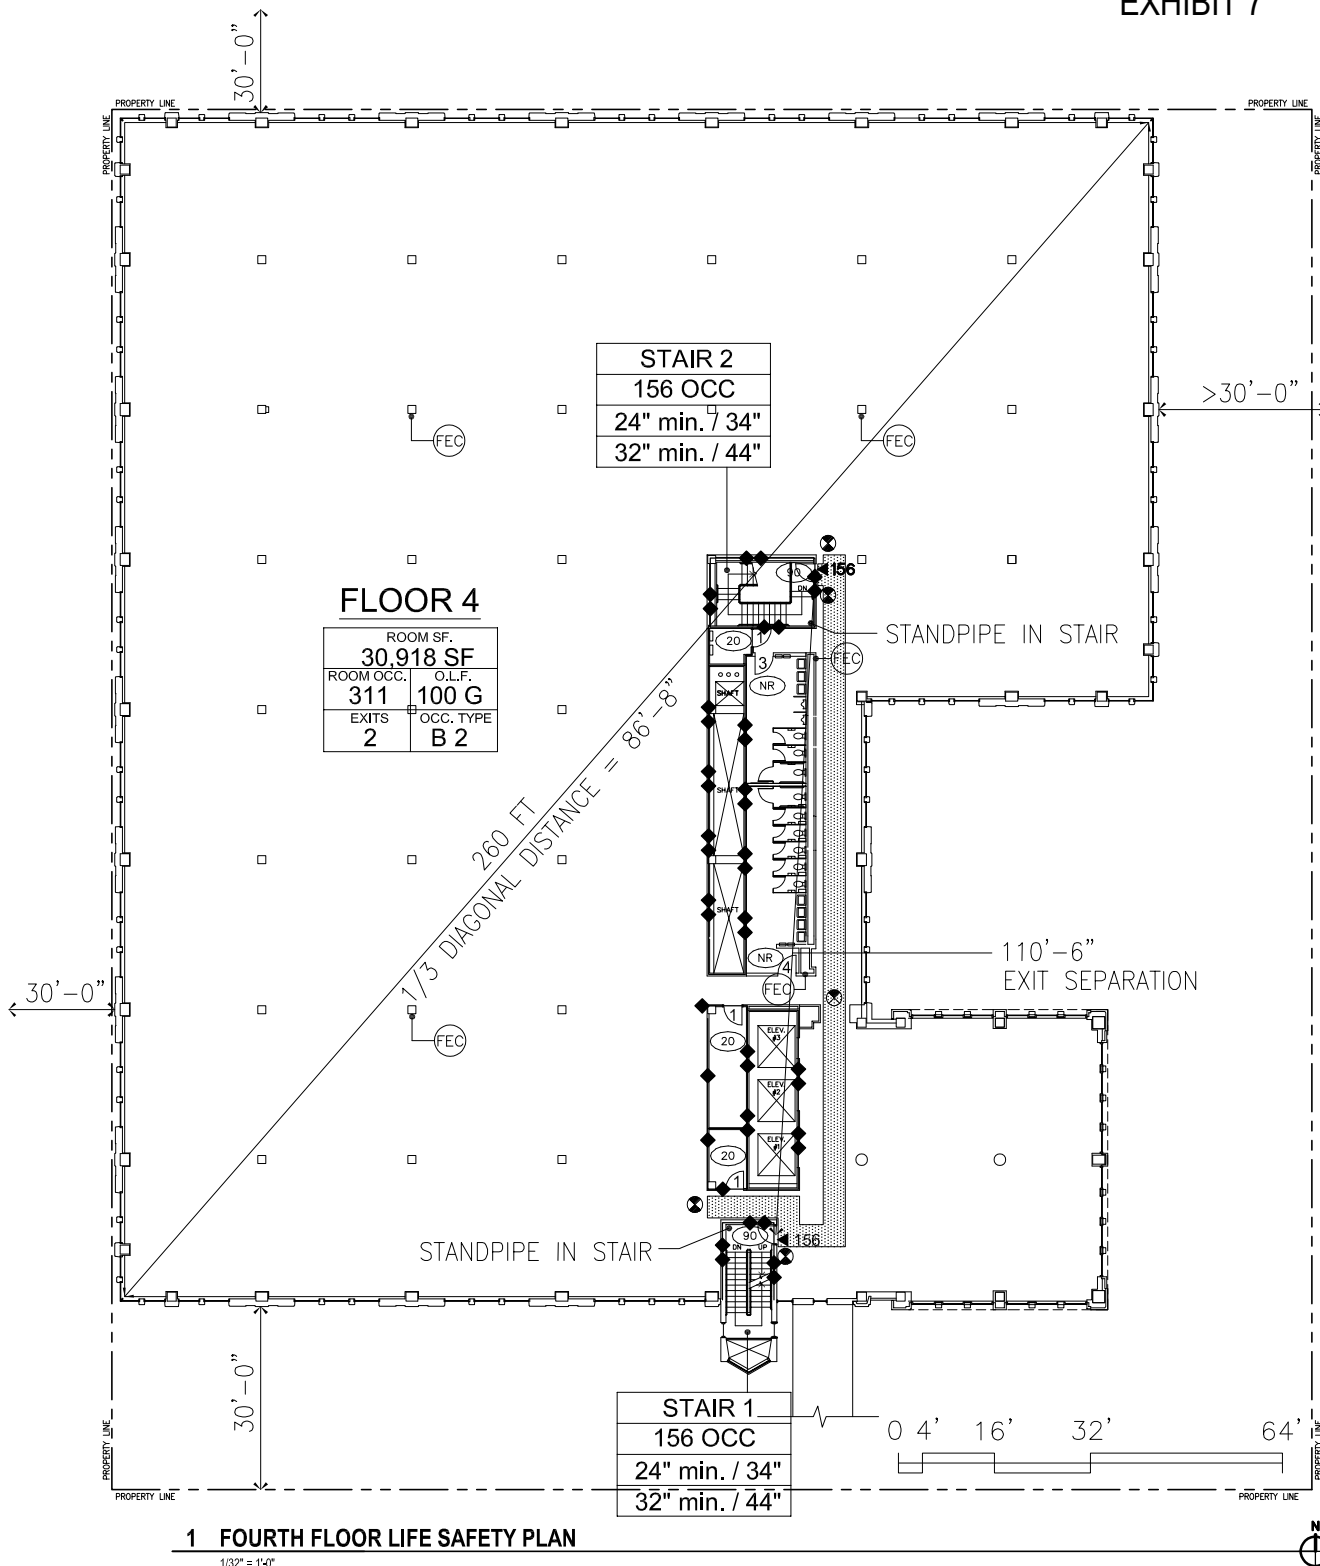 EXHIBIT 7
30'-0"
PROPERTY LINE
PROPERTY LINE
PROPERTY LINE
PROPERTY LINE
STAIR 2
156 OCC
24" min. / 34"
32" min. / 44"
>30'-0"
FEC
FEC
90
156
DN
FLOOR 4
ROOM SF.
30,918 SF
ROOM OCC.
311
O.L.F.
100 G
EXITS
2
OCC. TYPE
B 2
STANDPIPE IN STAIR
20
1
3
FEC
NR
SHAFT
SHAFT
SHAFT
260 FT
1/3 DIAGONAL DISTANCE = 86'-8"
110'-6"
EXIT SEPARATION
NR
4
FEC
30'-0"
FEC
1
20
ELEV. #3
ELEV. #2
ELEV. #1
20
1
STANDPIPE IN STAIR
90
156
DN
UP
30'-0"
STAIR 1
156 OCC
24" min. / 34"
32" min. / 44"
0 4' 16' 32' 64'
PROPERTY LINE
PROPERTY LINE
PROPERTY LINE
PROPERTY LINE
1 FOURTH FLOOR LIFE SAFETY PLAN
1/32" = 1'-0"
N